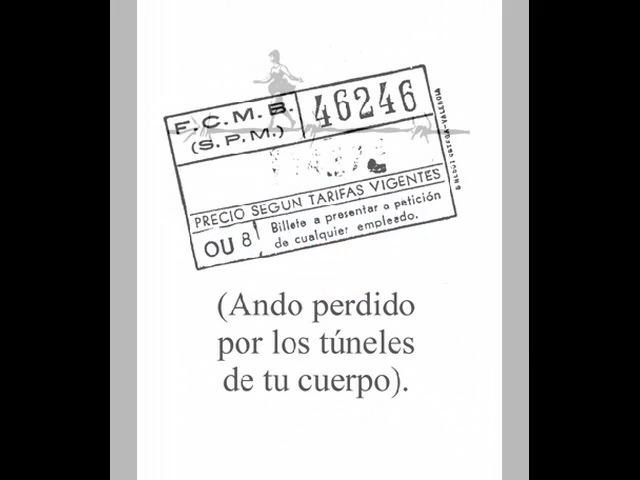 F.C.M.B.
46246
(S.P.M.)
PRECIO SEGUN TARIFAS VIGENTES
OU 8
Billete a presentar a petición
de cualquier empleado.
(Ando perdido
por los túneles
de tu cuerpo).